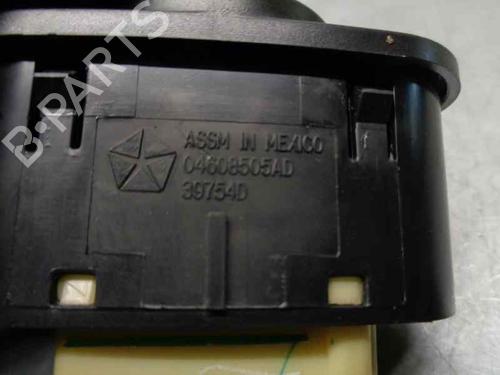 B-PARTS
ASSM IN MEXICO
04608505AD
39754D